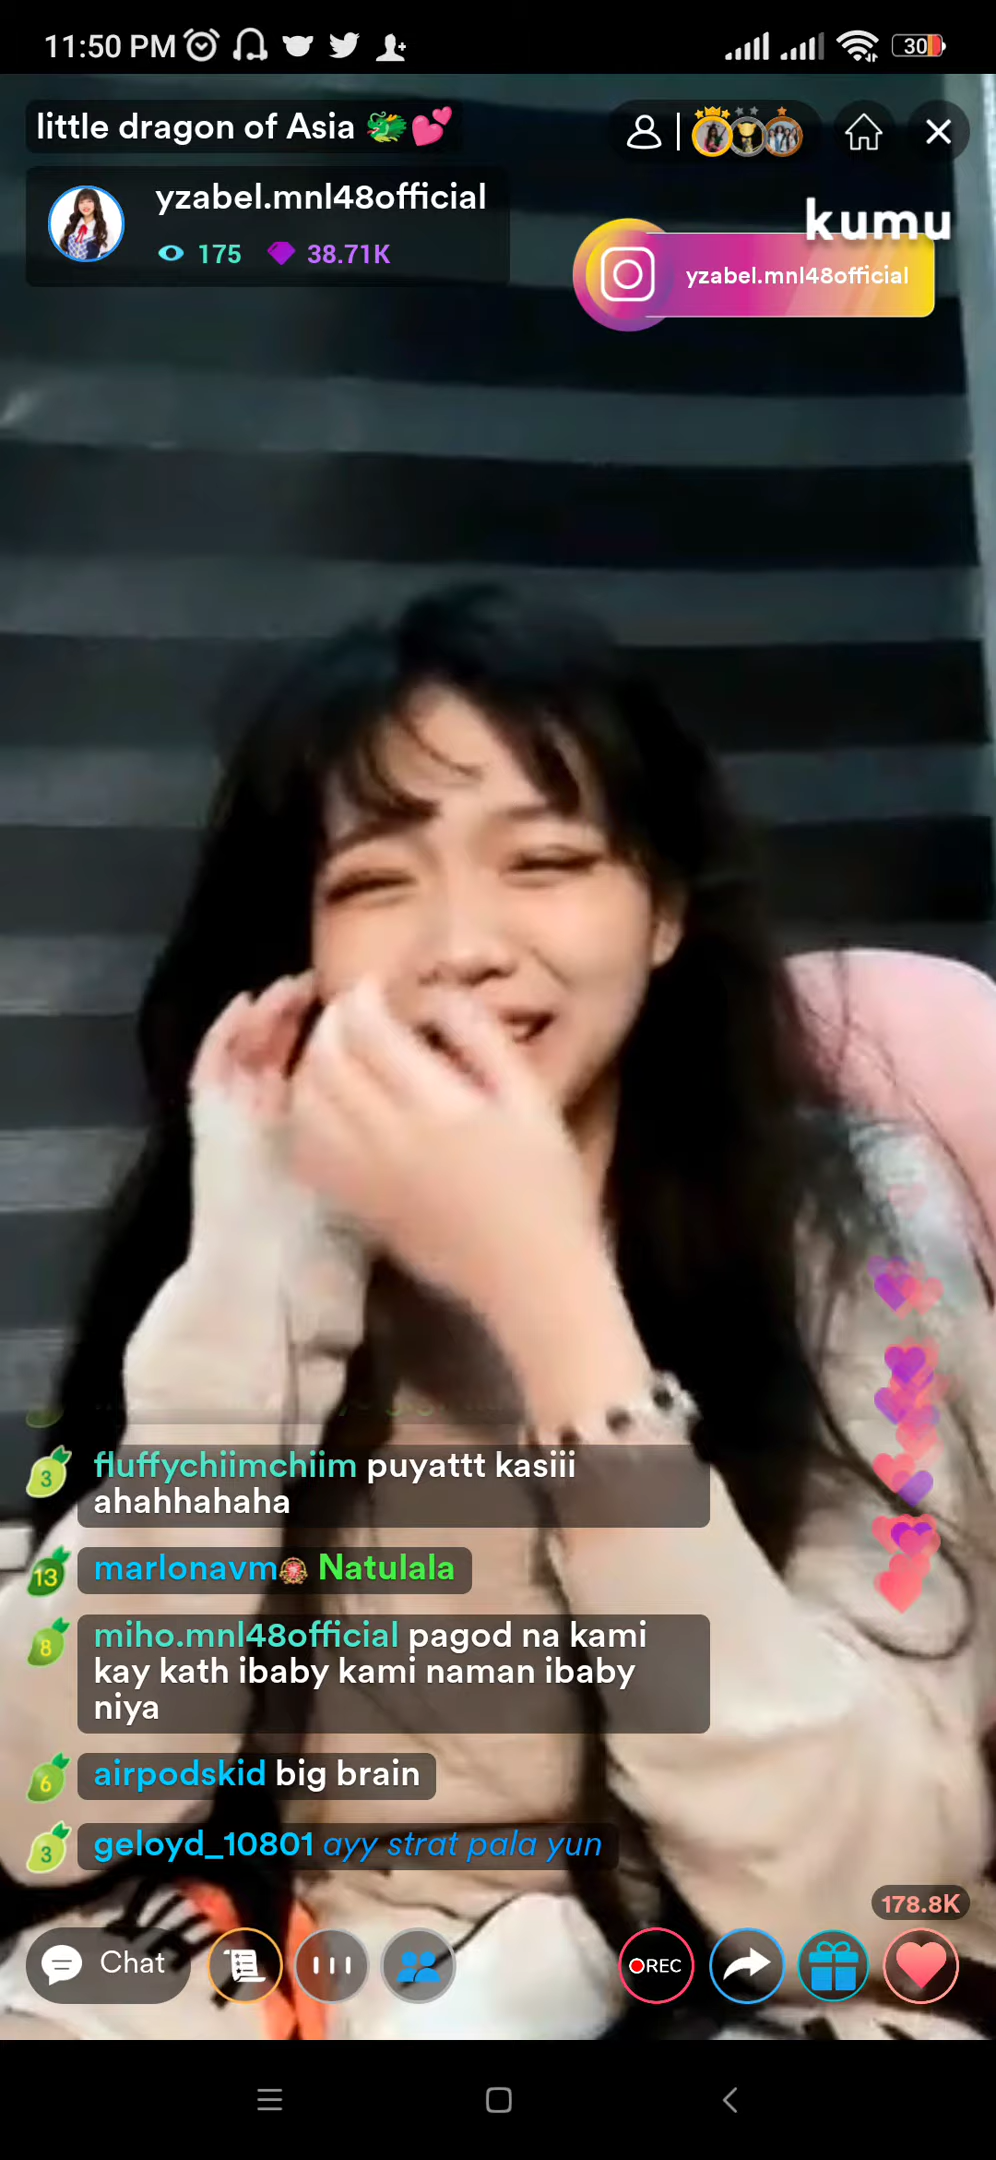 11:50 PM
30
little dragon of Asia 🐉💕
yzabel.mnl48official
175 38.71K
kumu
yzabel.mnl48official
3 fluffychiimchiim puyattt kasiii
ahahhahaha
13 marlonavm Natulala
8 miho.mnl48official pagod na kami
kay kath ibaby kami naman ibaby
niya
6 airpodskid big brain
3 geloyd_10801 ayy strat pala yun
178.8K
Chat
REC